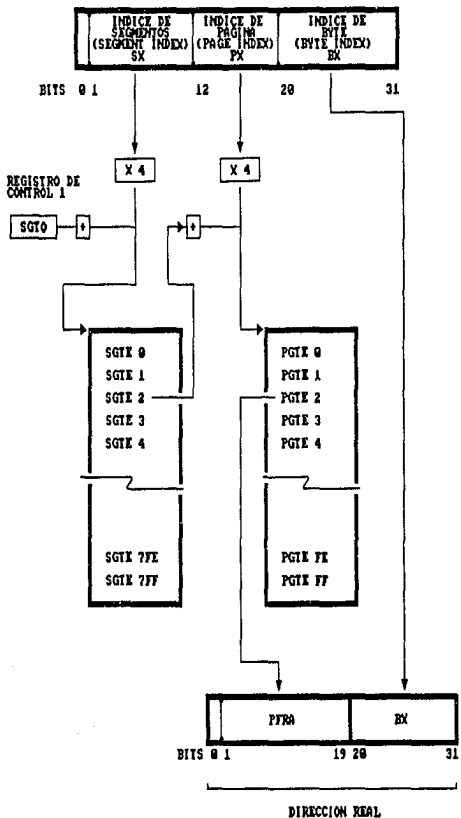 INDICE DE SEGMENTOS (SEGMENT INDEX) SX
INDICE DE PAGINA (PAGE INDEX) PX
INDICE DE BYTE (BYTE INDEX) BX
BITS 0 1 12 20 31
X 4
X 4
REGISTRO DE CONTROL 1
SGTO
+
+
SGTE 0
SGTE 1
SGTE 2
SGTE 3
SGTE 4
SGTE 7FE
SGTE 7FF
PGTE 0
PGTE 1
PGTE 2
PGTE 3
PGTE 4
PGTE FE
PGTE FF
PFRA
BX
BITS 0 1 19 20 31
DIRECCION REAL